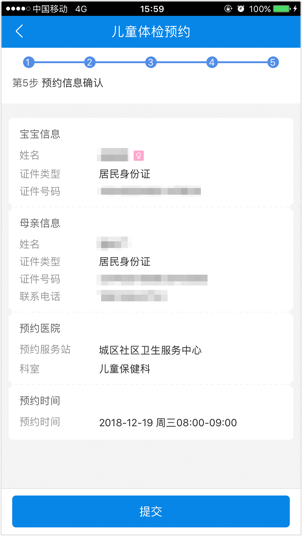 中国移动 4G 15:59 100%
儿童体检预约
1 2 3 4 5
第5步 预约信息确认
宝宝信息
姓名
证件类型 居民身份证
证件号码
母亲信息
姓名
证件类型 居民身份证
证件号码
联系电话
预约医院
预约服务站 城区社区卫生服务中心
科室 儿童保健科
预约时间
预约时间 2018-12-19 周三08:00-09:00
提交